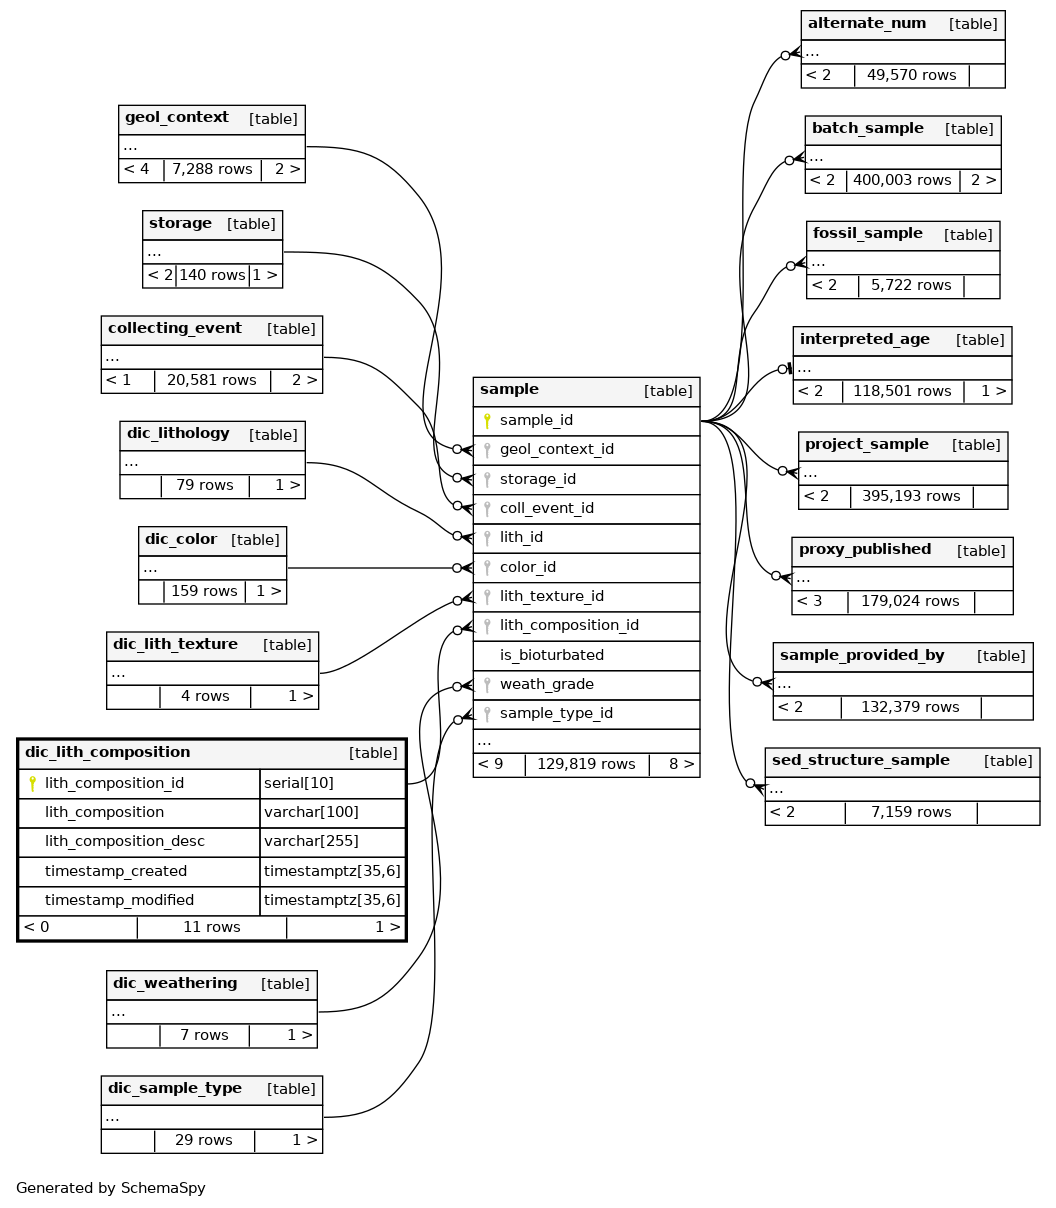 geol_context [table]
...
< 4 7,288 rows 2 >
storage [table]
...
< 2 140 rows 1 >
collecting_event [table]
...
< 1 20,581 rows 2 >
dic_lithology [table]
...
79 rows 1 >
dic_color [table]
...
159 rows 1 >
dic_lith_texture [table]
...
4 rows 1 >
dic_lith_composition [table]
lith_composition_id serial[10]
lith_composition varchar[100]
lith_composition_desc varchar[255]
timestamp_created timestamptz[35,6]
timestamp_modified timestamptz[35,6]
< 0 11 rows 1 >
dic_weathering [table]
...
7 rows 1 >
dic_sample_type [table]
...
29 rows 1 >
sample [table]
sample_id
geol_context_id
storage_id
coll_event_id
lith_id
color_id
lith_texture_id
lith_composition_id
is_bioturbated
weath_grade
sample_type_id
...
< 9 129,819 rows 8 >
alternate_num [table]
...
< 2 49,570 rows
batch_sample [table]
...
< 2 400,003 rows 2 >
fossil_sample [table]
...
< 2 5,722 rows
interpreted_age [table]
...
< 2 118,501 rows 1 >
project_sample [table]
...
< 2 395,193 rows
proxy_published [table]
...
< 3 179,024 rows
sample_provided_by [table]
...
< 2 132,379 rows
sed_structure_sample [table]
...
< 2 7,159 rows
Generated by SchemaSpy